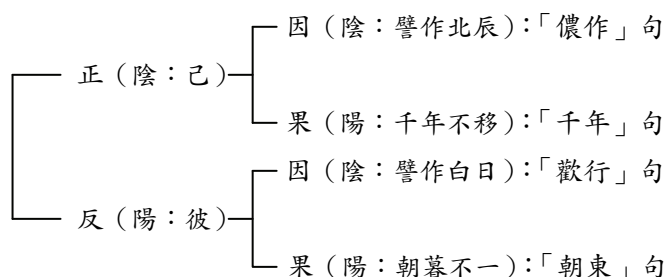 因（陰：譬作北辰）：「儂作」句
正（陰：己）
果（陽：千年不移）：「千年」句
因（陰：譬作白日）：「歡行」句
反（陽：彼）
果（陽：朝暮不一）：「朝東」句